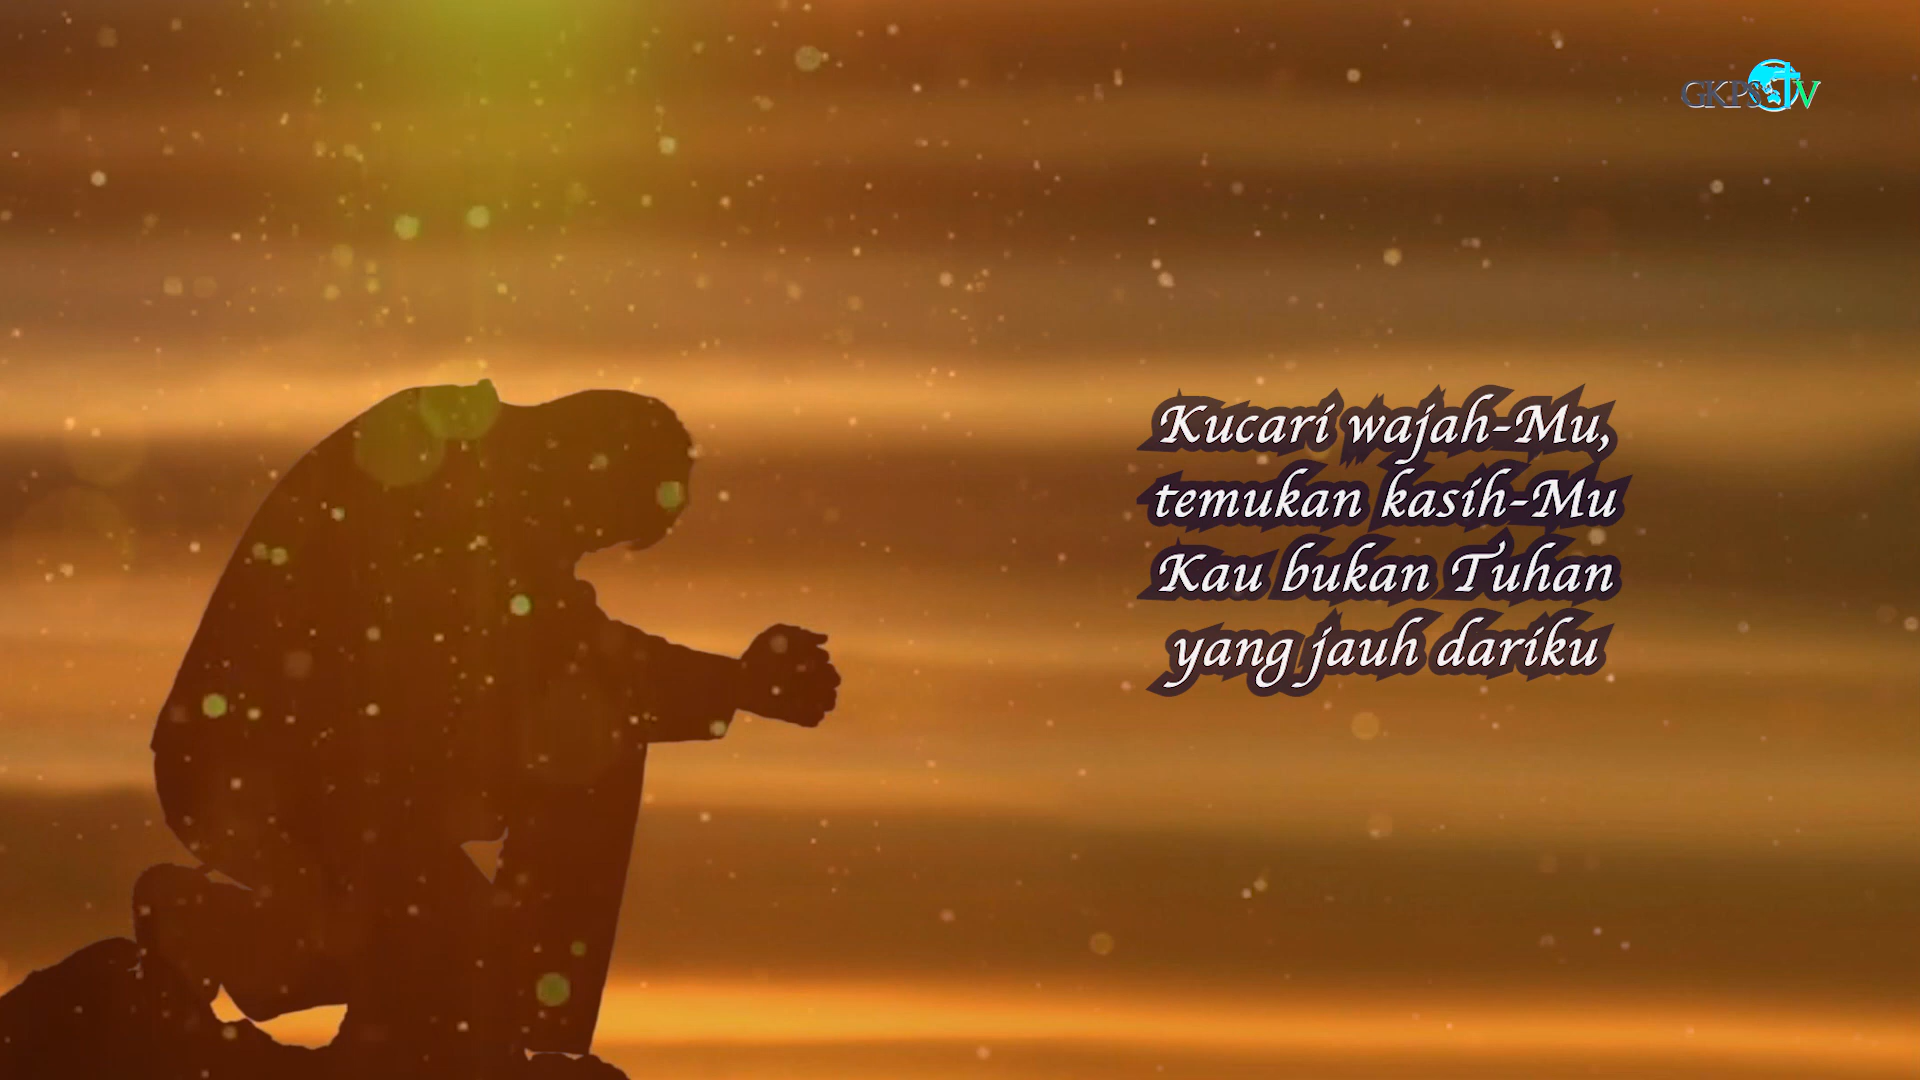 GKPS TV
Kucari wajah-Mu,
temukan kasih-Mu
Kau bukan Tuhan
yang jauh dariku